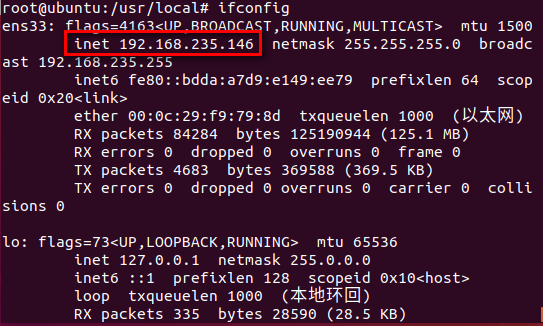 root@ubuntu:/usr/local# ifconfig
ens33: flags=4163<UP,BROADCAST,RUNNING,MULTICAST>  mtu 1500
        inet 192.168.235.146  netmask 255.255.255.0  broadc
ast 192.168.235.255
        inet6 fe80::bdda:a7d9:e149:ee79  prefixlen 64  scop
eid 0x20<link>
        ether 00:0c:29:f9:79:8d  txqueuelen 1000  (以太网)
        RX packets 84284  bytes 125190944 (125.1 MB)
        RX errors 0  dropped 0  overruns 0  frame 0
        TX packets 4683  bytes 369588 (369.5 KB)
        TX errors 0  dropped 0 overruns 0  carrier 0  colli
sions 0

lo: flags=73<UP,LOOPBACK,RUNNING>  mtu 65536
        inet 127.0.0.1  netmask 255.0.0.0
        inet6 ::1  prefixlen 128  scopeid 0x10<host>
        loop  txqueuelen 1000  (本地环回)
        RX packets 335  bytes 28590 (28.5 KB)